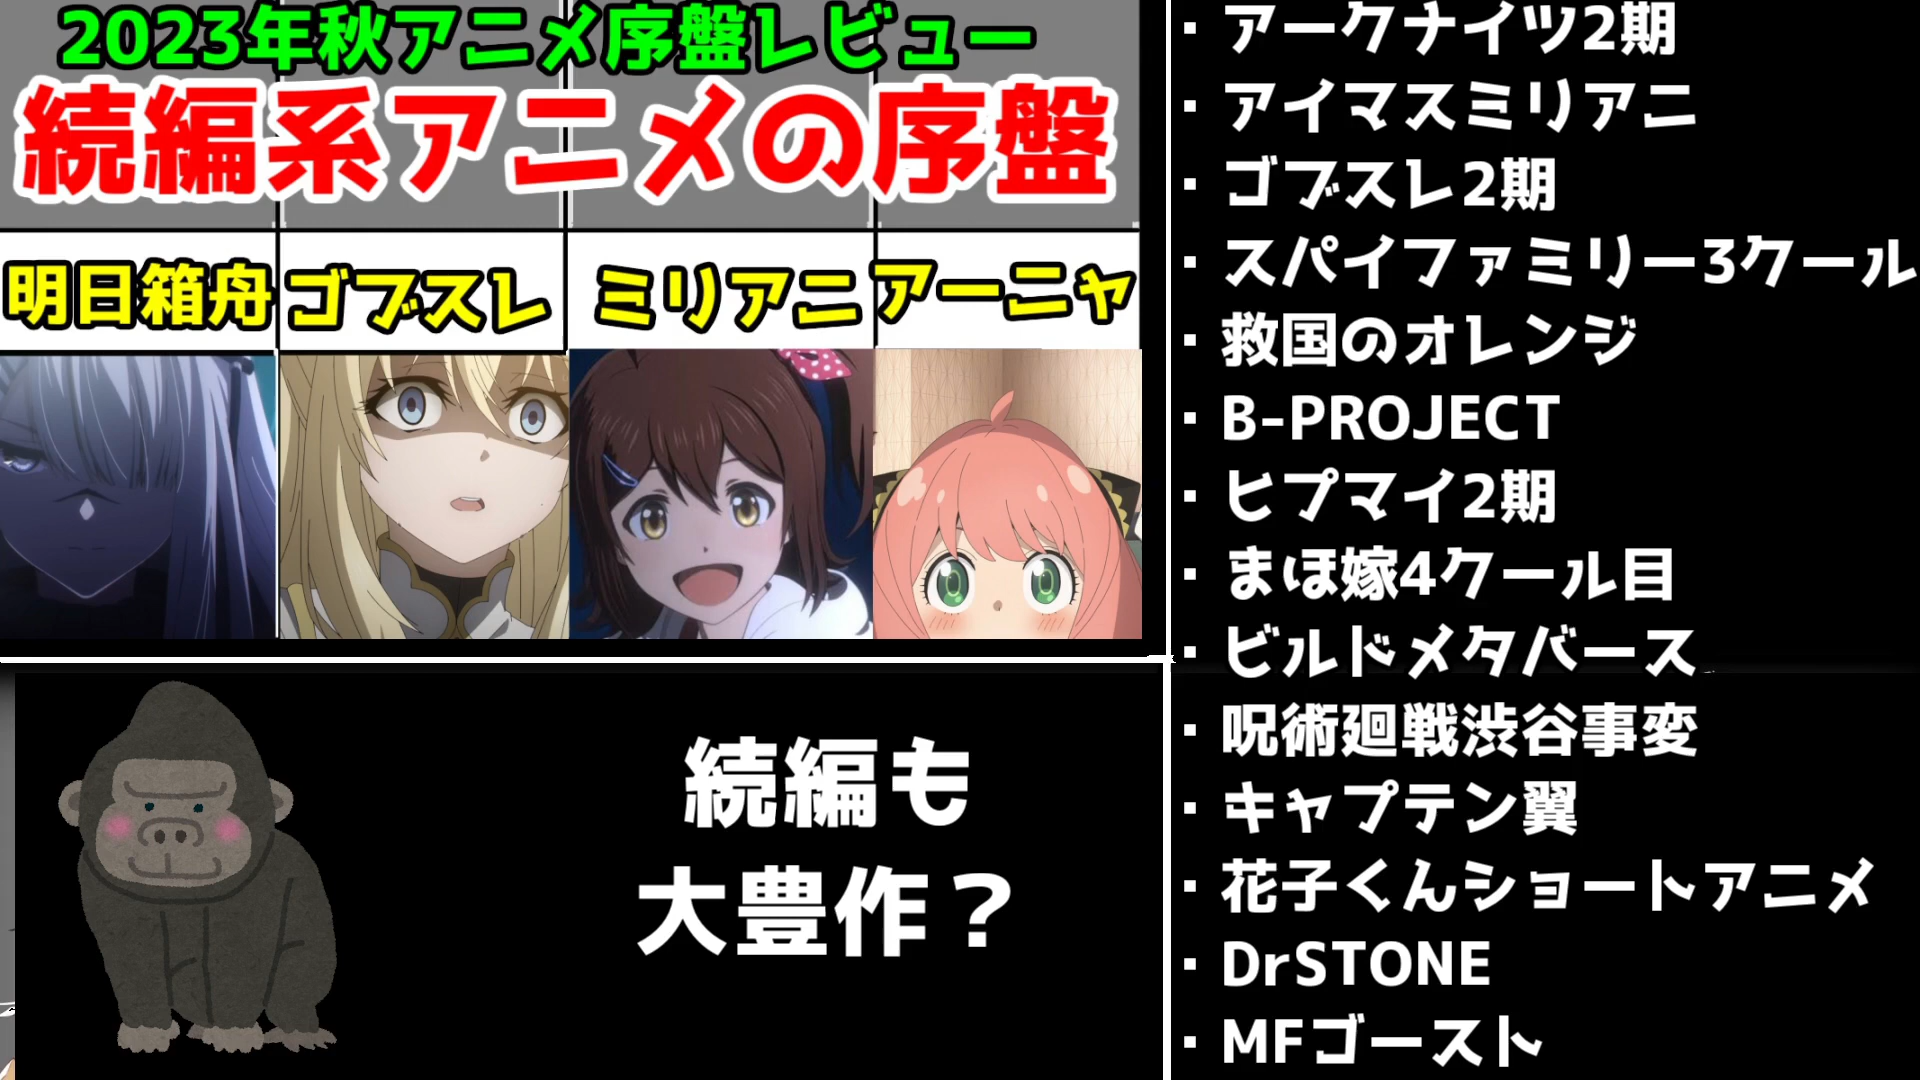 2023年秋アニメ序盤レビュー
続編系アニメの序盤
明日箱舟
ゴブスレ
ミリアニ
アーニャ
続編も
大豊作？
・アークナイツ2期
・アイマスミリアニ
・ゴブスレ2期
・スパイファミリー3クール
・救国のオレンジ
・B-PROJECT
・ヒプマイ2期
・まほ嫁4クール目
・ビルドメタバース
・呪術廻戦渋谷事変
・キャプテン翼
・花子くんショートアニメ
・DrSTONE
・MFゴースト